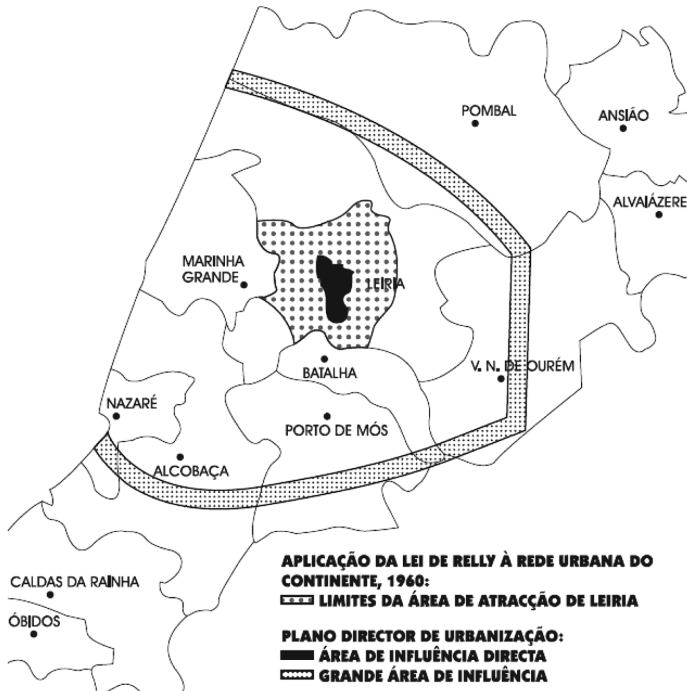 POMBAL
ANSIÃO
ALVAIÁZERE
MARINHA
GRANDE
LEIRIA
BATALHA
V. N. DE OURÉM
NAZARÉ
PORTO DE MÓS
ALCOBAÇA
CALDAS DA RAINHA
ÓBIDOS
APLICAÇÃO DA LEI DE RELLY À REDE URBANA DO
CONTINENTE, 1960:
LIMITES DA ÁREA DE ATRACÇÃO DE LEIRIA
PLANO DIRECTOR DE URBANIZAÇÃO:
ÁREA DE INFLUÊNCIA DIRECTA
GRANDE ÁREA DE INFLUÊNCIA